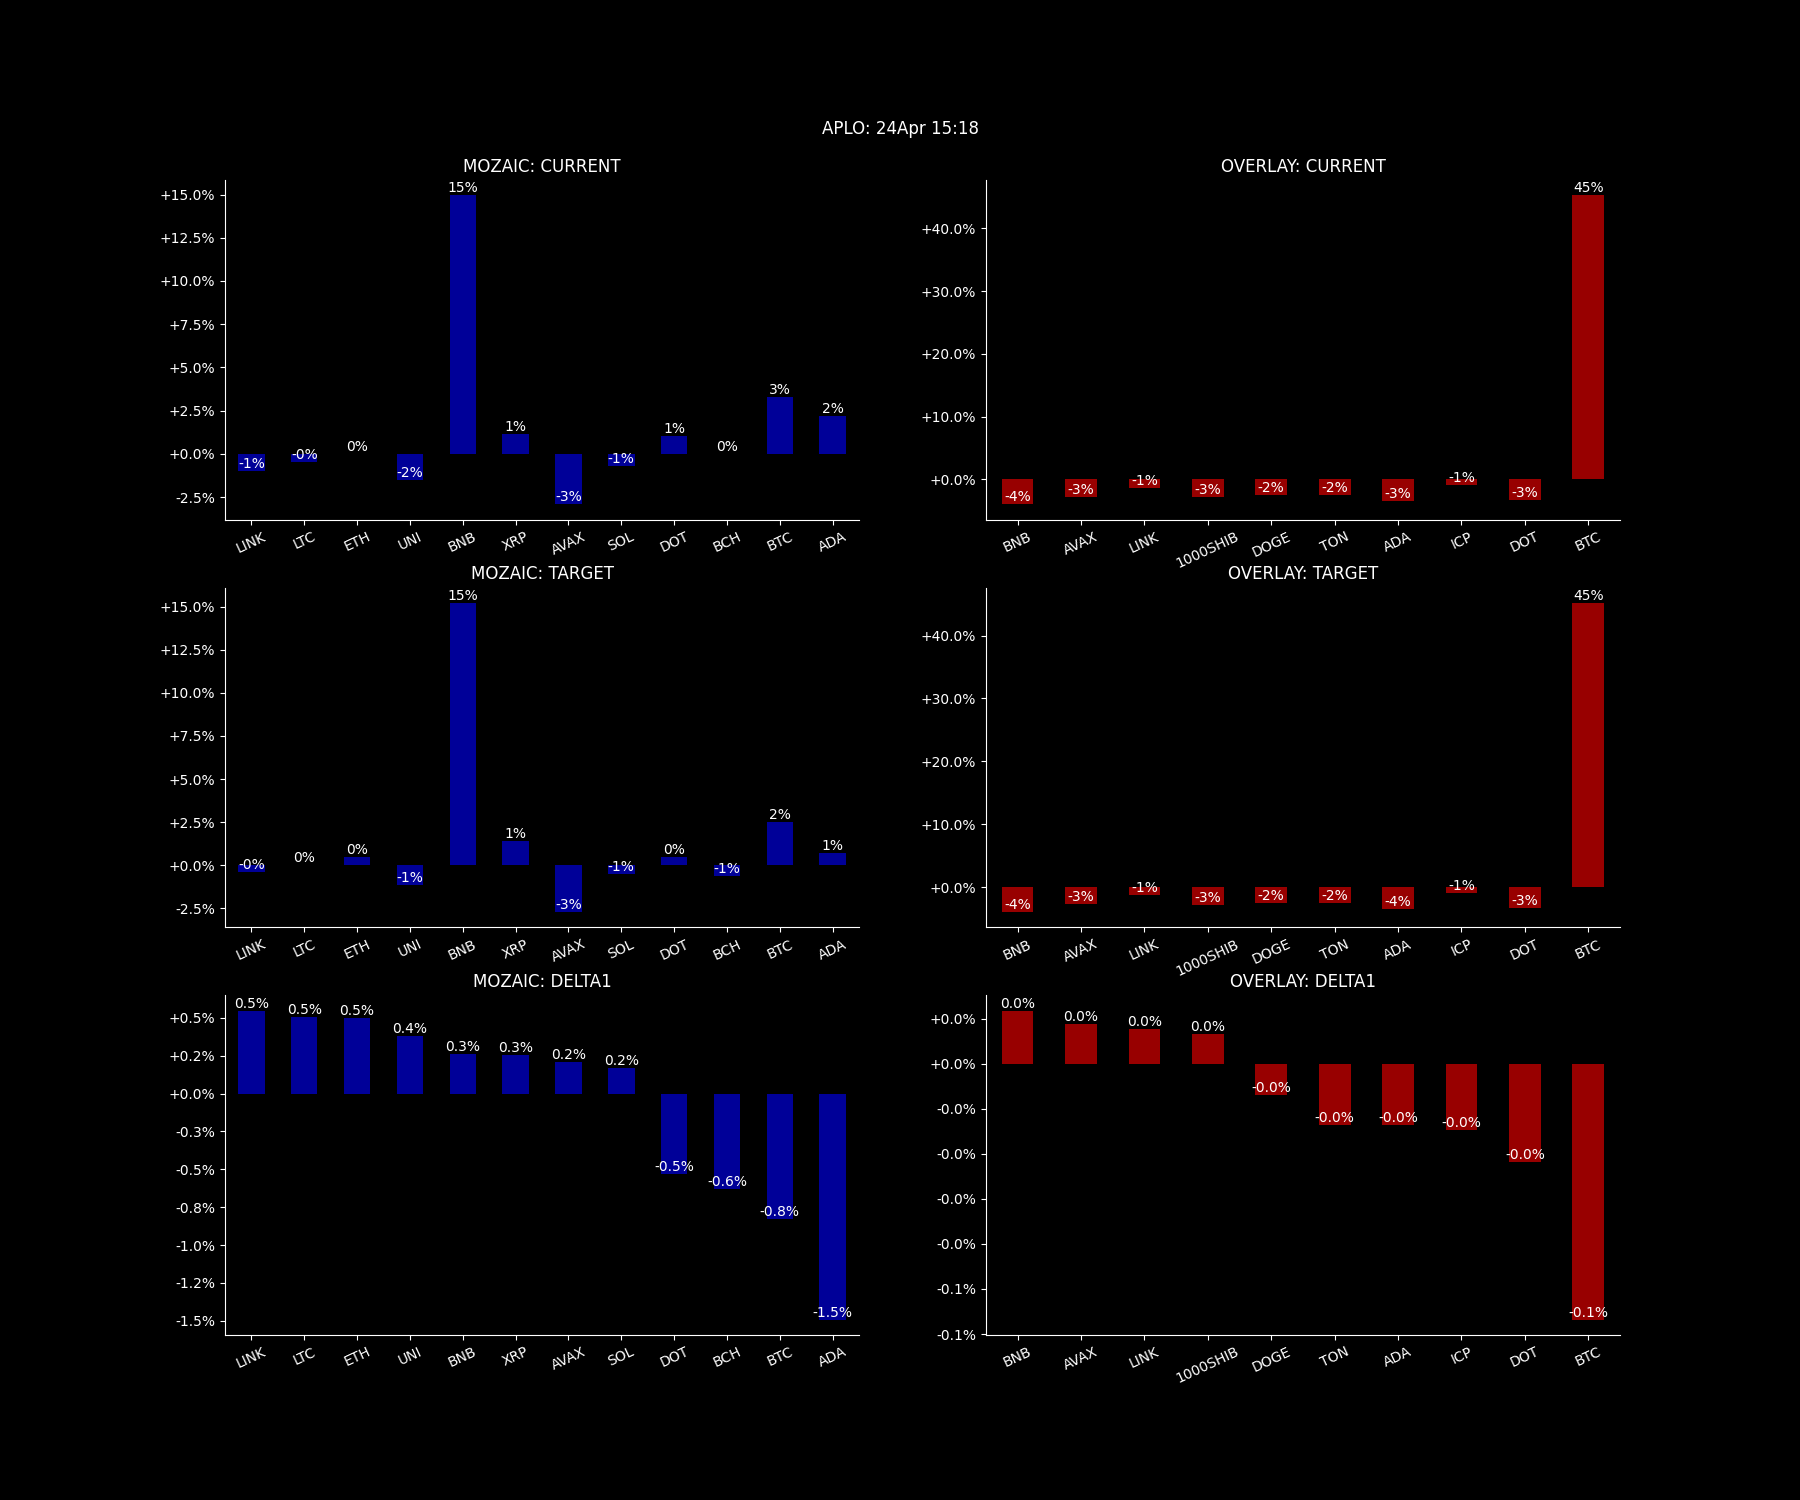 APLO: 24Apr 15:18
MOZAIC: CURRENT
15%
+15.0%
+12.5%
+10.0%
+7.5%
+5.0%
+2.5%
+0.0%
-2.5%
-1% -0% 0% -2% 1% -3% -1% 1% 0% 3% 2%
LINK LTC ETH UNI BNB XRP AVAX SOL DOT BCH BTC ADA
OVERLAY: CURRENT
45%
+40.0%
+30.0%
+20.0%
+10.0%
+0.0%
-4% -3% -1% -3% -2% -2% -3% -1% -3%
BNB AVAX LINK 1000SHIB DOGE TON ADA ICP DOT BTC
MOZAIC: TARGET
15%
+15.0%
+12.5%
+10.0%
+7.5%
+5.0%
+2.5%
+0.0%
-2.5%
-0% 0% 0% -1% 1% -3% -1% 0% -1% 2% 1%
LINK LTC ETH UNI BNB XRP AVAX SOL DOT BCH BTC ADA
OVERLAY: TARGET
45%
+40.0%
+30.0%
+20.0%
+10.0%
+0.0%
-4% -3% -1% -3% -2% -2% -4% -1% -3%
BNB AVAX LINK 1000SHIB DOGE TON ADA ICP DOT BTC
MOZAIC: DELTA1
+0.5%
+0.2%
+0.0%
-0.3%
-0.5%
-0.8%
-1.0%
-1.2%
-1.5%
0.5% 0.5% 0.5% 0.4% 0.3% 0.3% 0.2% 0.2% -0.5% -0.6% -0.8% -1.5%
LINK LTC ETH UNI BNB XRP AVAX SOL DOT BCH BTC ADA
OVERLAY: DELTA1
+0.0%
+0.0%
-0.0%
-0.0%
-0.0%
-0.0%
-0.1%
-0.1%
0.0% 0.0% 0.0% 0.0% -0.0% -0.0% -0.0% -0.0% -0.0% -0.1%
BNB AVAX LINK 1000SHIB DOGE TON ADA ICP DOT BTC